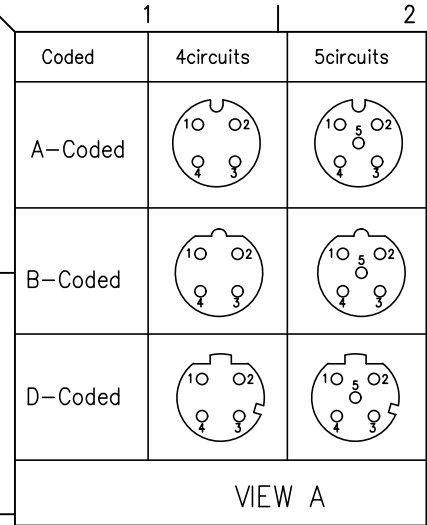 1 2
Coded 4circuits 5circuits
A-Coded
1 2 1 5 2
4 3 4 3
B-Coded
1 2 1 5 2
4 3 4 3
D-Coded
1 2 1 5 2
4 3 4 3
VIEW A